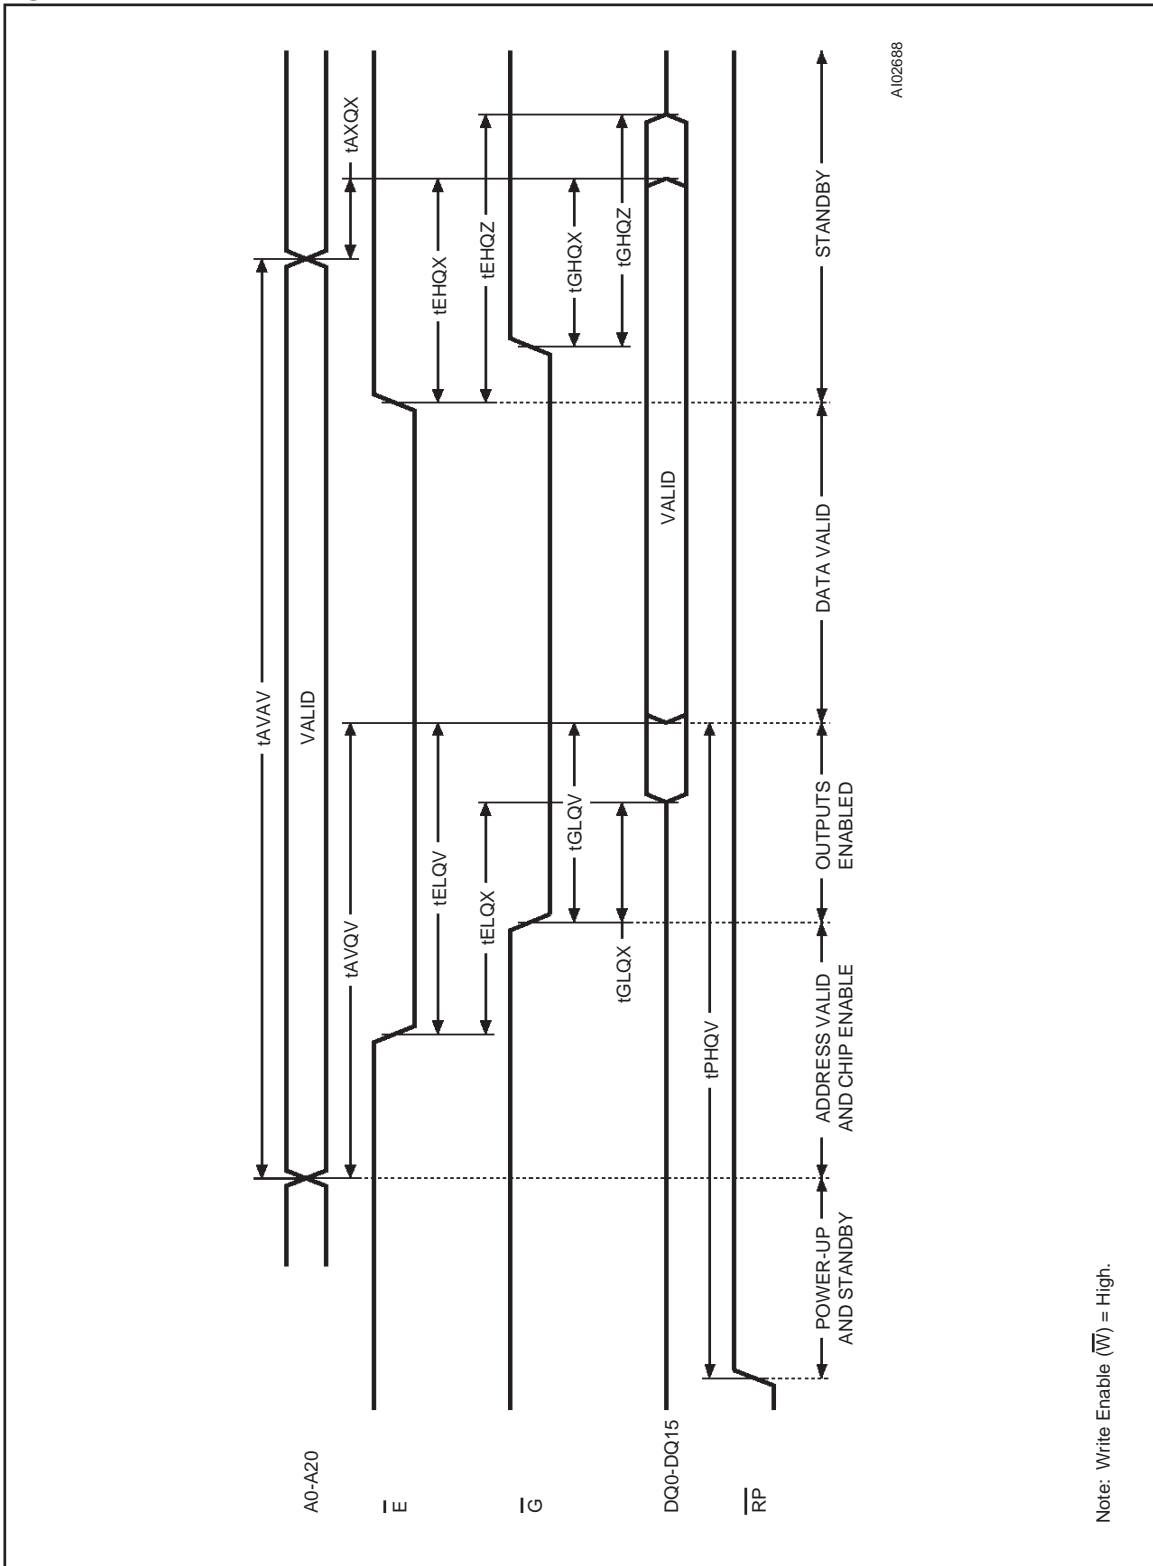 tAVAV
A0-A20
VALID
tAVQV
tAXQX
E
tELQV
tEHQX
tELQX
tEHQZ
G
tGLQV
tGHQX
tGLQX
tGHQZ
DQ0-DQ15
VALID
tPHQV
RP
POWER-UP
AND STANDBY
ADDRESS VALID
AND CHIP ENABLE
OUTPUTS
ENABLED
DATA VALID
STANDBY
AI02688
Note: Write Enable (W̅) = High.